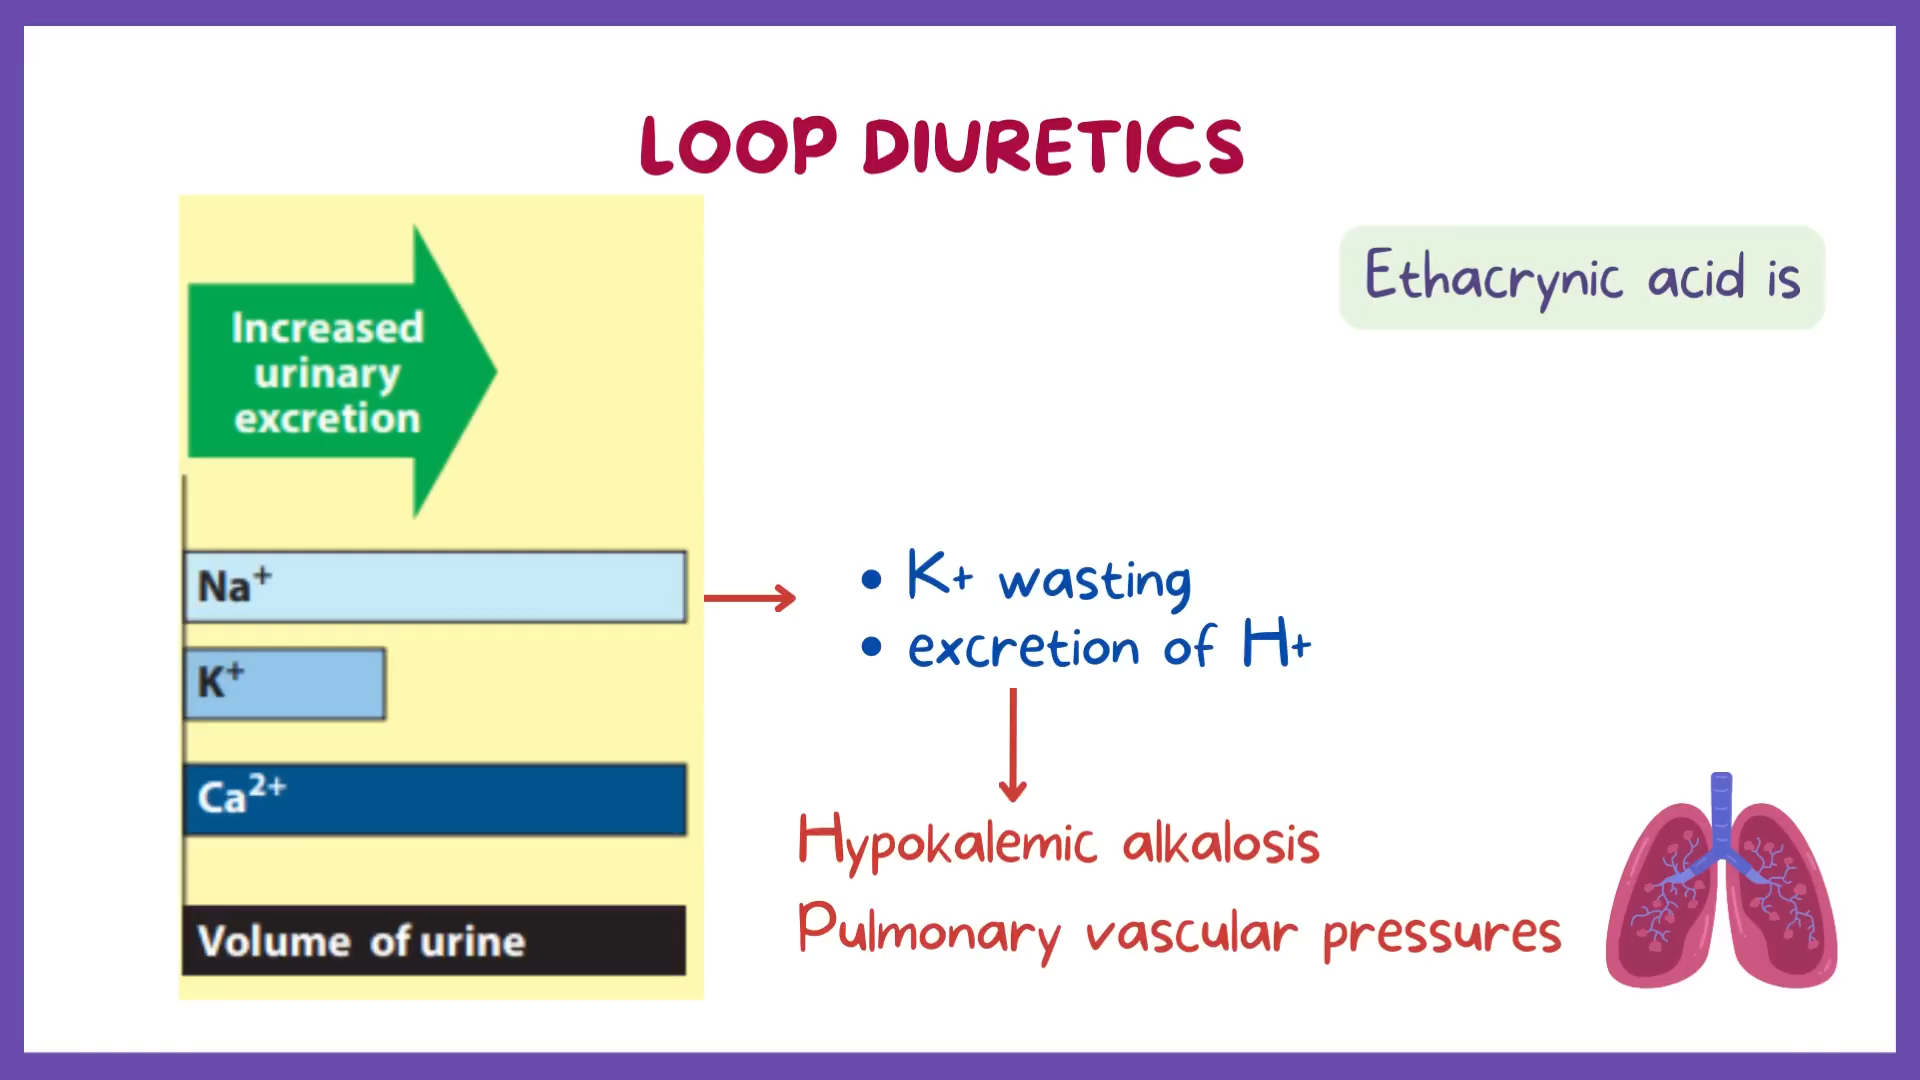 LOOP DIURETICS
Increased
urinary
excretion
Na+
K+
Ca2+
Volume of urine
• K+ wasting
• excretion of H+
Hypokalemic alkalosis
Pulmonary vascular pressures
Ethacrynic acid is